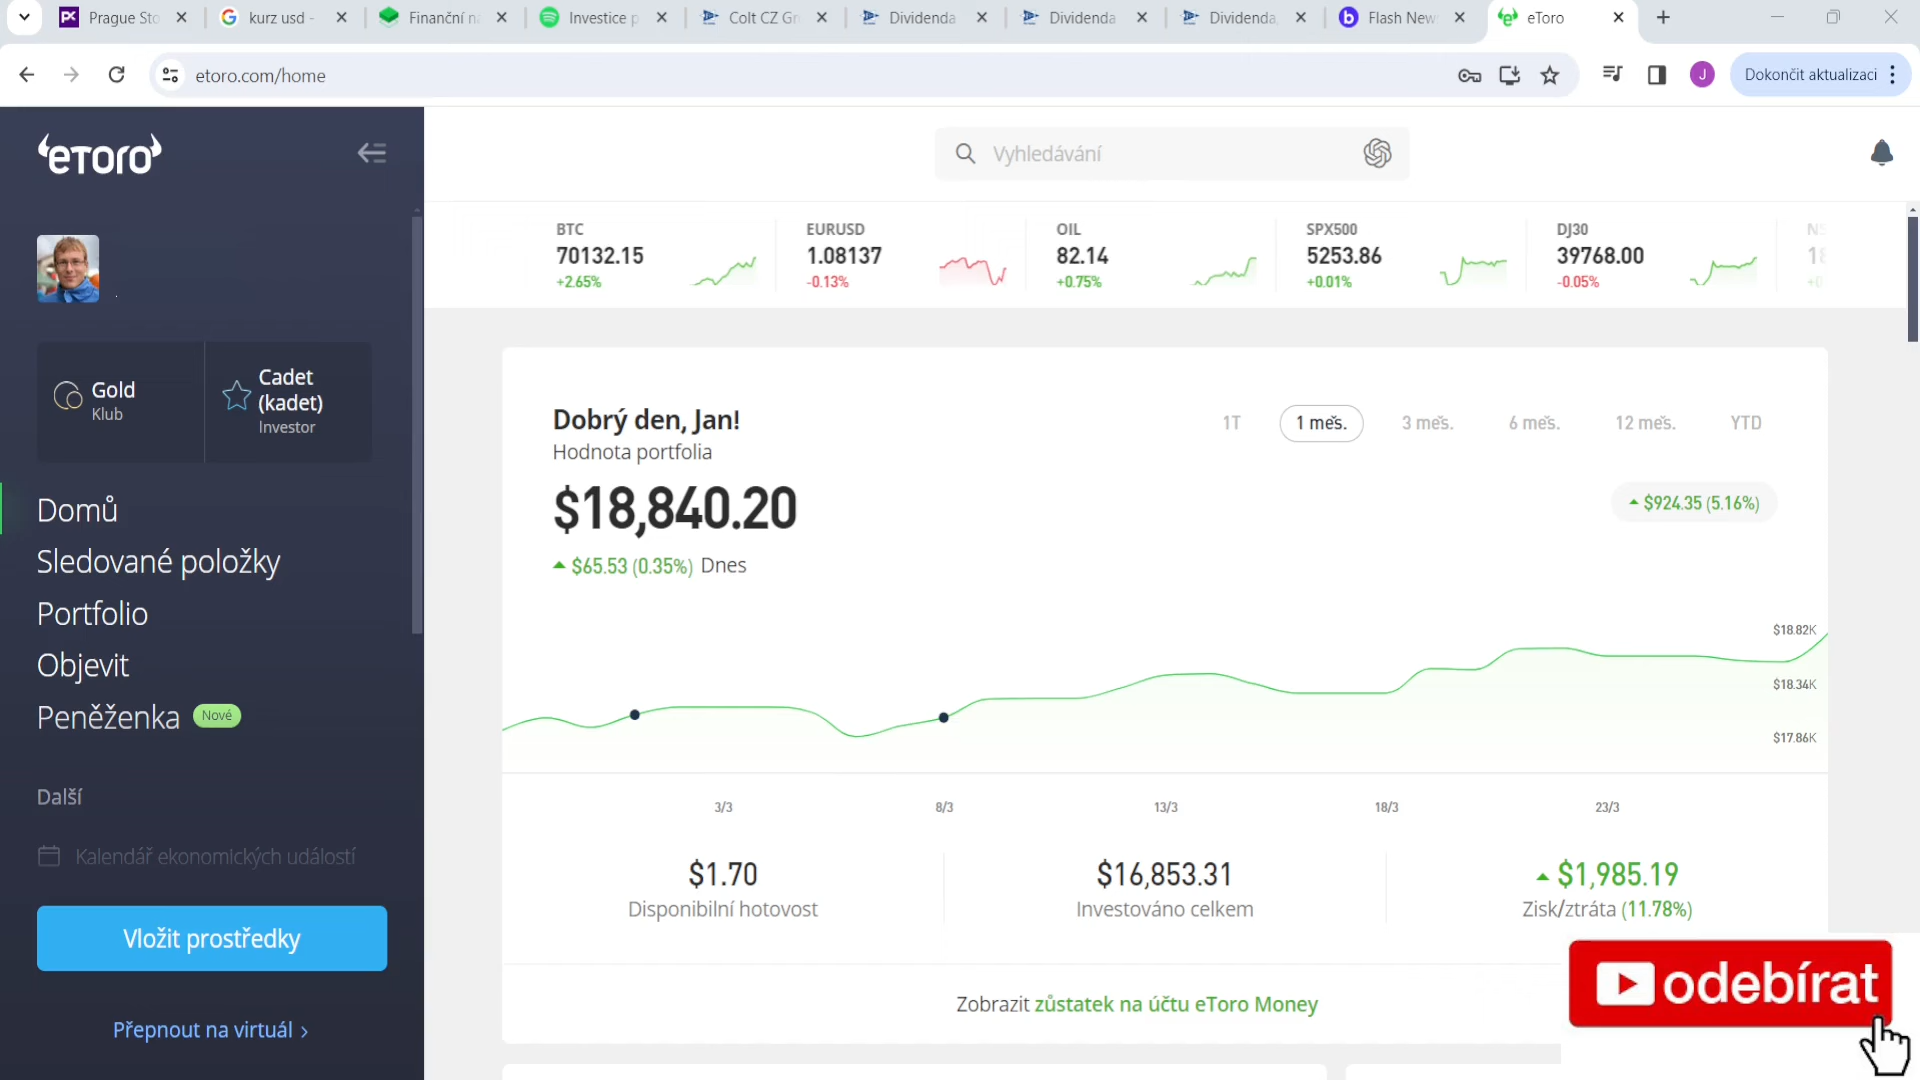 Prague Sto
kurz usd -
Finanční n
Investice p
Colt CZ Gr
Dividenda
Dividenda
Dividenda,
Flash New
eToro
etoro.com/home
J
Dokončit aktualizaci
eToro
Vyhledávání
BTC
70132.15
+2.65%
EURUSD
1.08137
-0.13%
OIL
82.14
+0.75%
SPX500
5253.86
+0.01%
DJ30
39768.00
-0.05%
Gold
Klub
Cadet
(kadet)
Investor
Domů
Sledované položky
Portfolio
Objevit
Peněženka Nové
Další
Kalendář ekonomických událostí
Vložit prostředky
Přepnout na virtuál >
Dobrý den, Jan!
1T 1 měs. 3 měs. 6 měs. 12 měs. YTD
Hodnota portfolia
$18,840.20
$924.35 (5.16%)
$65.53 (0.35%) Dnes
$18.82K
$18.34K
$17.86K
3/3 8/3 13/3 18/3 23/3
$1.70
Disponibilní hotovost
$16,853.31
Investováno celkem
$1,985.19
Zisk/ztráta (11.78%)
Zobrazit zůstatek na účtu eToro Money
odebírat